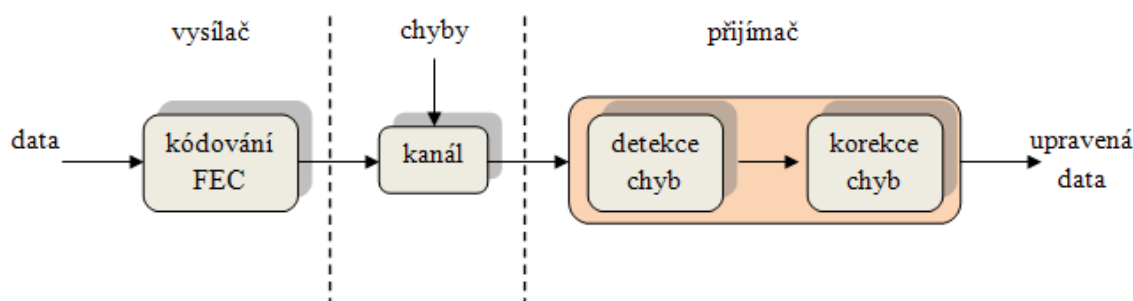 vysílač
chyby
přijímač
data
kódování
FEC
kanál
detekce
chyb
korekce
chyb
upravená
data